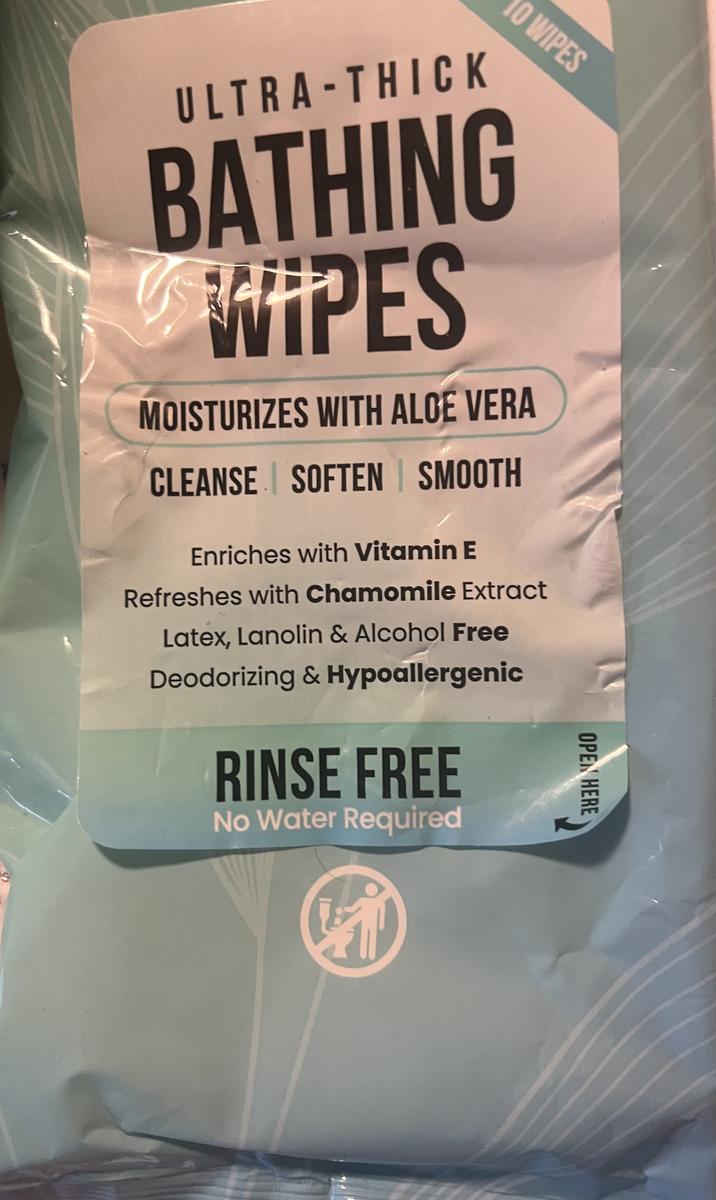 10 WIPES
ULTRA-THICK
BATHING
WIPES
MOISTURIZES WITH ALOE VERA
CLEANSE | SOFTEN | SMOOTH
Enriches with Vitamin E
Refreshes with Chamomile Extract
Latex, Lanolin & Alcohol Free
Deodorizing & Hypoallergenic
RINSE FREE
No Water Required
OPEN HERE